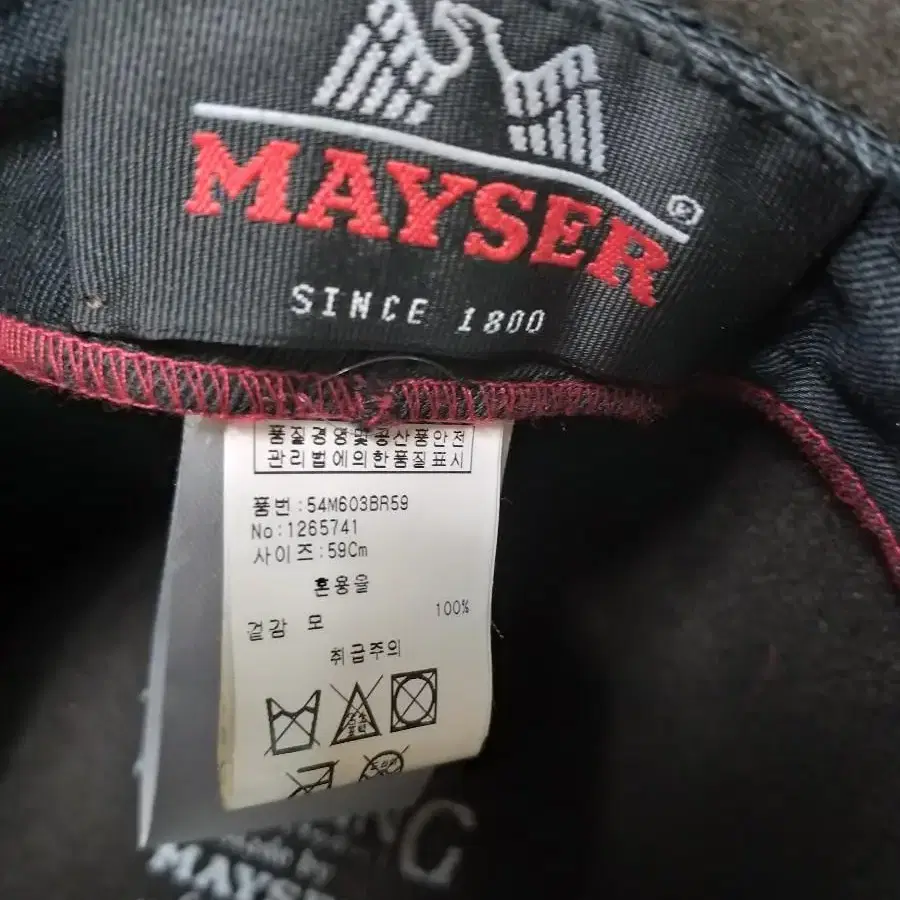 MAYSER
®
SINCE 1800
품질경영및공산품안전
관리법에의한품질표시
품번:54M603BR59
No:1265741
사이즈:59Cm
혼용율
겉감 모 100%
취급주의
made by
MAYSER